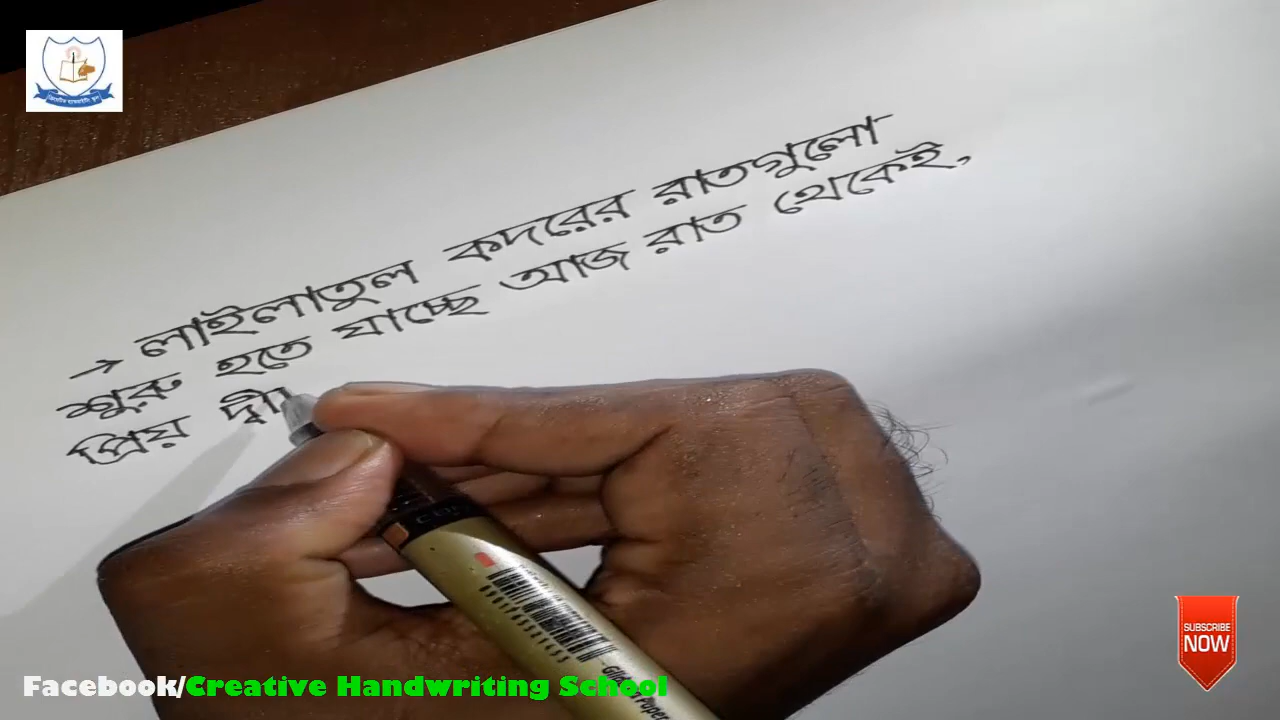 → লাইলাতুল কদরের রাতগুলো
শুরু হতে যাচ্ছে আজ রাত থেকেই,
প্রিয় দ্বী
Facebook/Creative Handwriting School
SUBSCRIBE
NOW